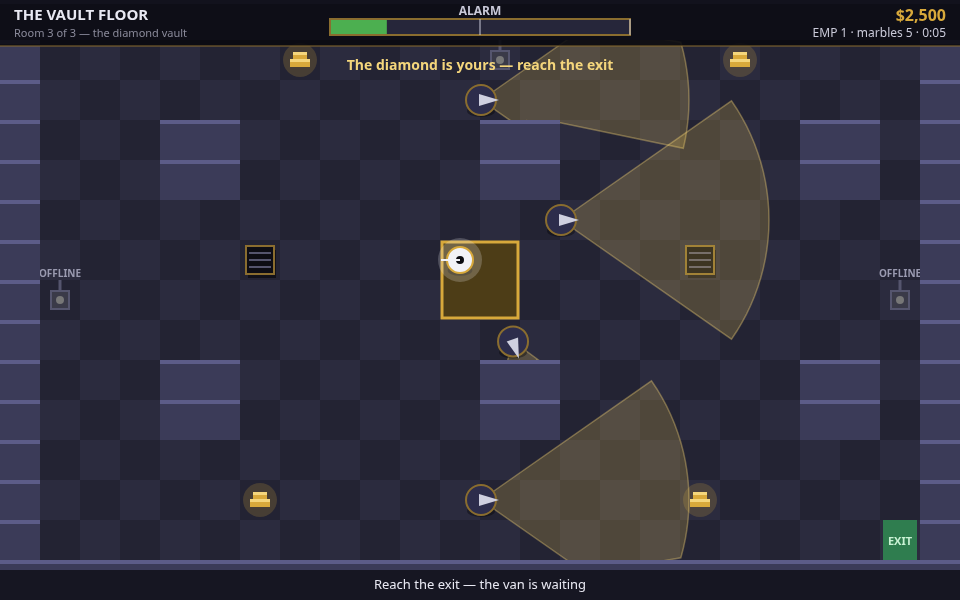 THE VAULT FLOOR
Room 3 of 3 — the diamond vault
ALARM
$2,500
EMP 1 · marbles 5 · 0:05
The diamond is yours — reach the exit
OFFLINE
OFFLINE
EXIT
Reach the exit — the van is waiting